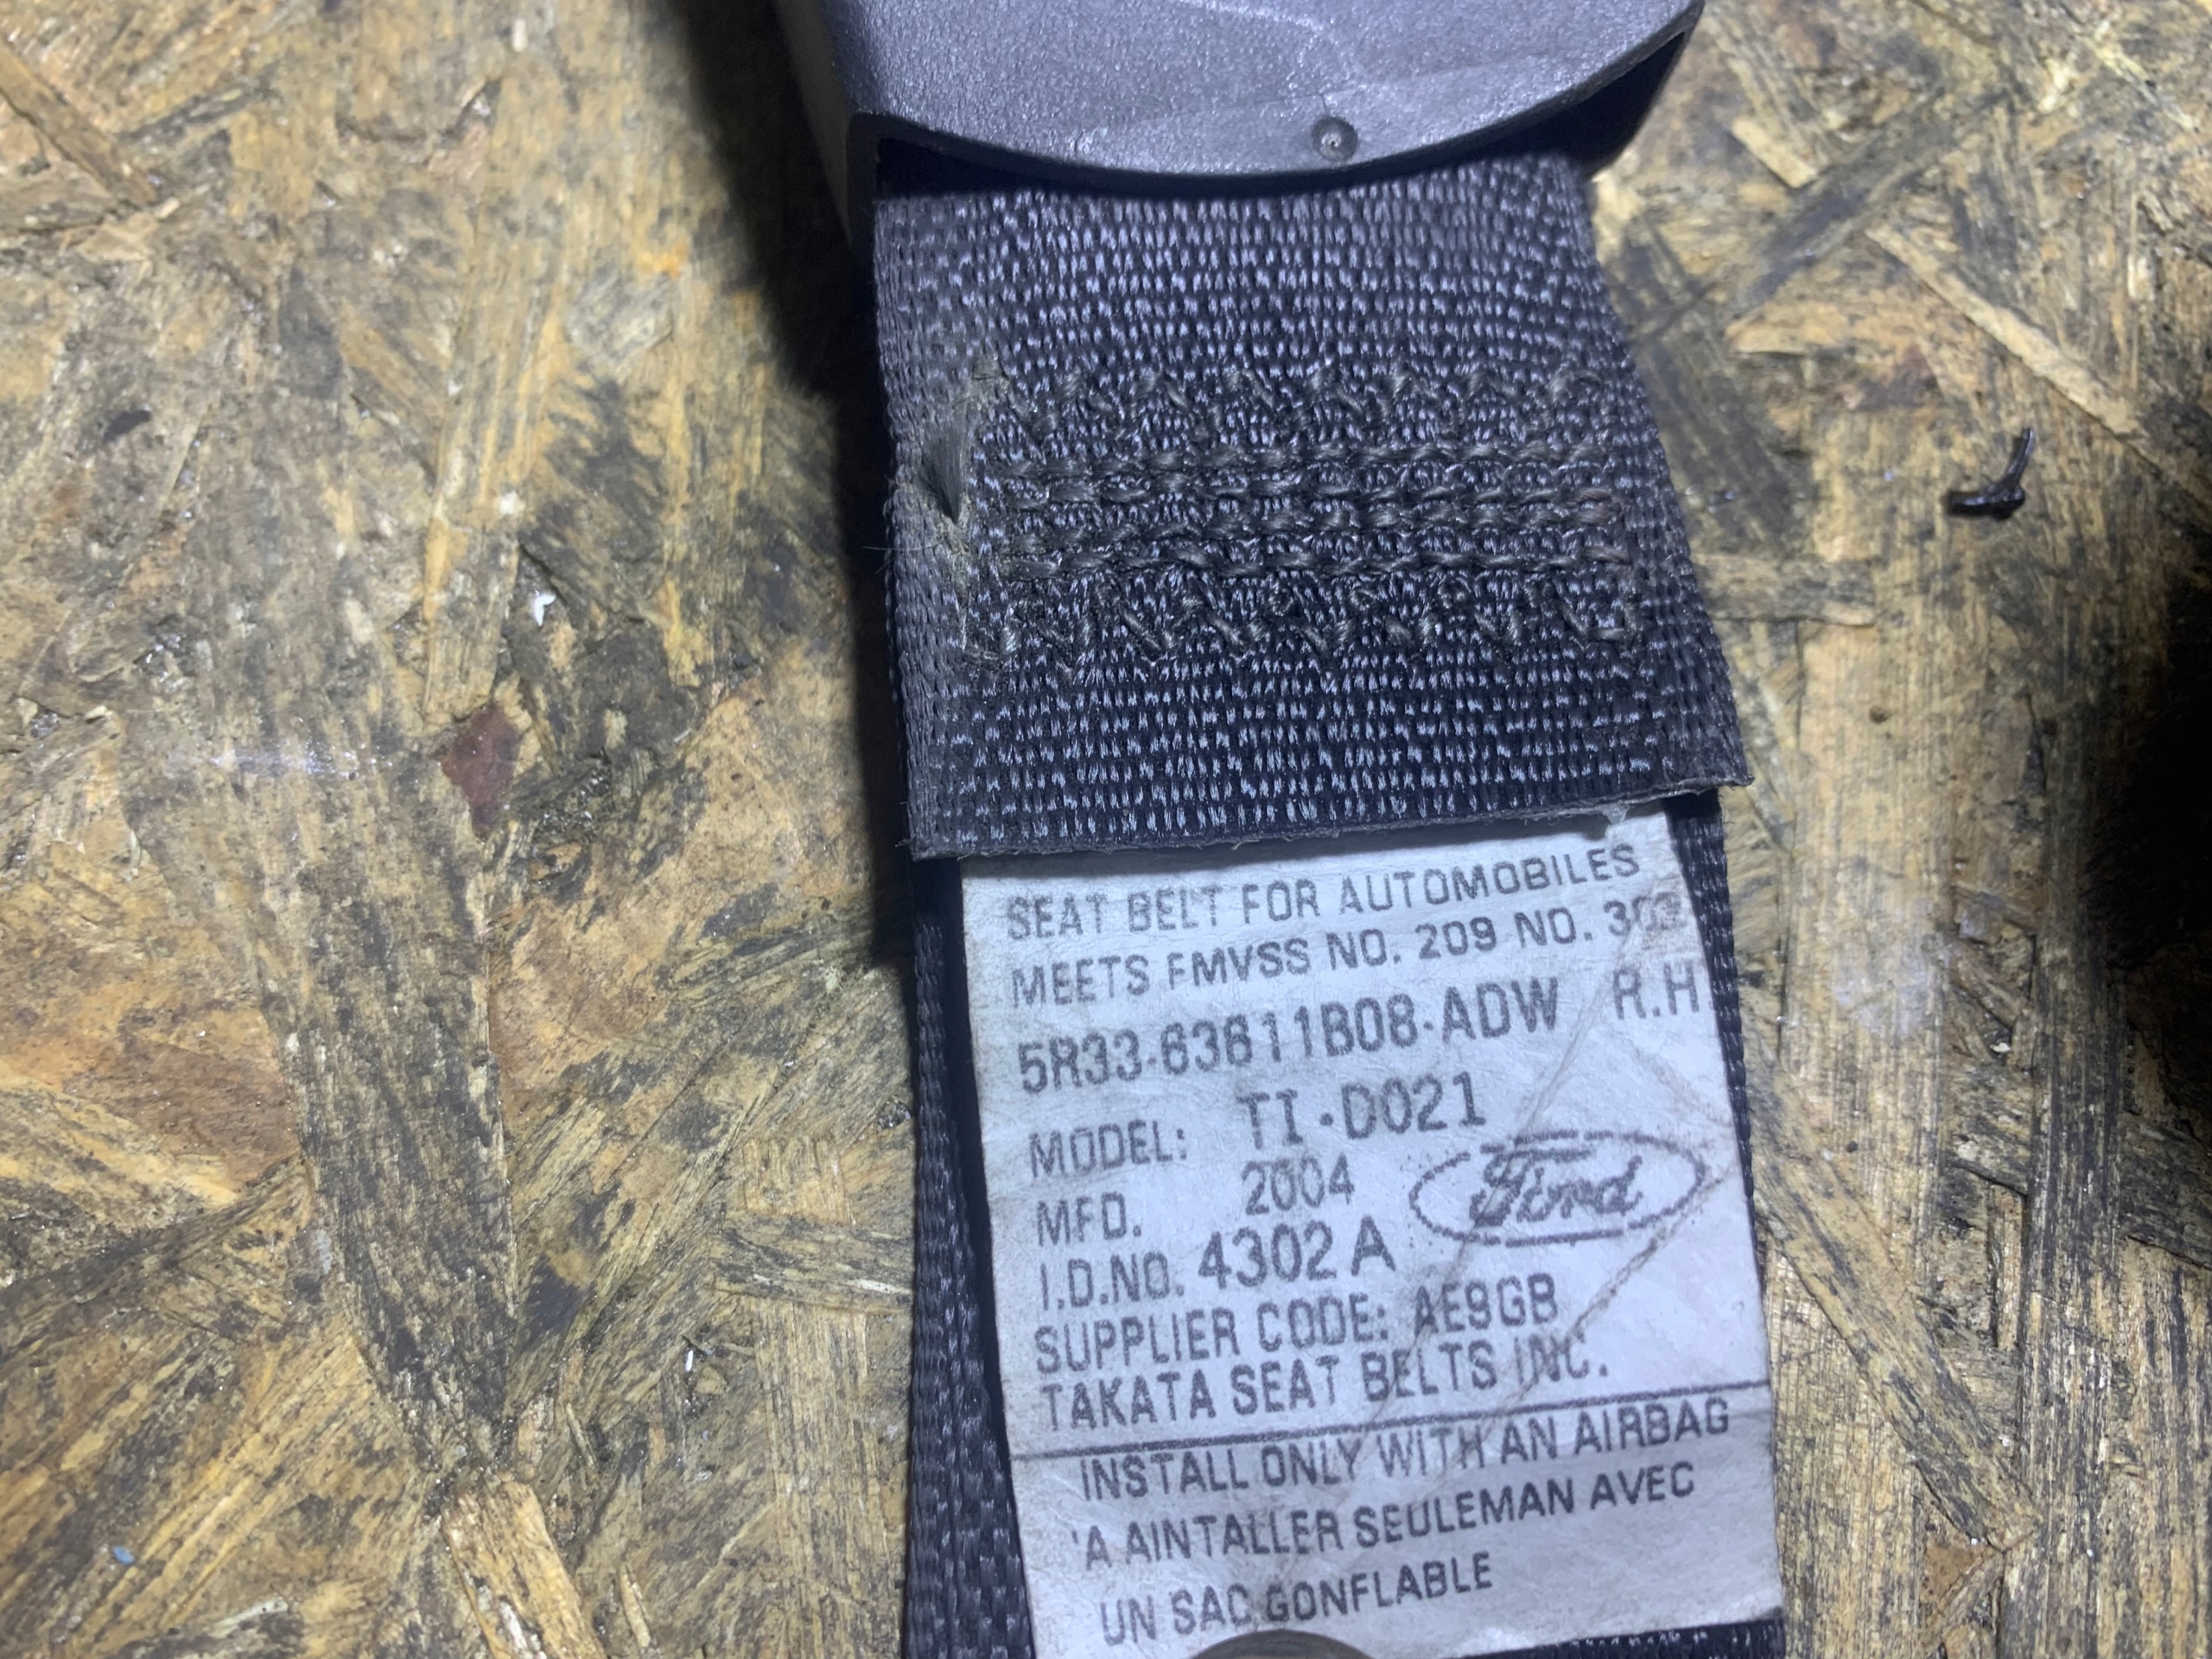 SEAT BELT FOR AUTOMOBILES
MEETS FMVSS NO. 209 NO.
5R33-63611B08-ADW R.H
MODEL: TI-D021
MFD. 2004
Ford
I.D.NO. 4302 A
SUPPLIER CODE: AE9GB
TAKATA SEAT BELTS INC.
INSTALL ONLY WITH AN AIRBAG
'A AINTALLER SEULEMAN AVEC
UN SAC GONFLABLE